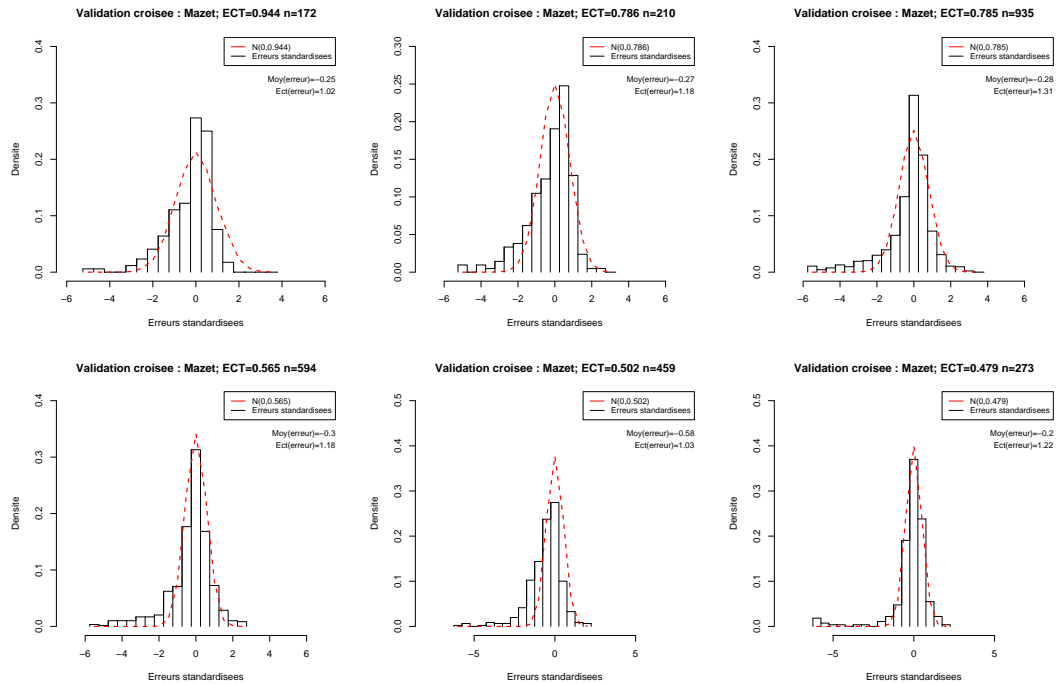 Validation croisee : Mazet; ECT=0.944 n=172
N(0,0.944)
Erreurs standardisees
Moy(erreur)=−0.25
Ect(erreur)=1.02
Densite
0.0 0.1 0.2 0.3 0.4
−6 −4 −2 0 2 4 6
Erreurs standardisees
Validation croisee : Mazet; ECT=0.786 n=210
N(0,0.786)
Erreurs standardisees
Moy(erreur)=−0.27
Ect(erreur)=1.18
Densite
0.00 0.05 0.10 0.15 0.20 0.25 0.30
−6 −4 −2 0 2 4 6
Erreurs standardisees
Validation croisee : Mazet; ECT=0.785 n=935
N(0,0.785)
Erreurs standardisees
Moy(erreur)=−0.28
Ect(erreur)=1.31
Densite
0.0 0.1 0.2 0.3 0.4
−6 −4 −2 0 2 4 6
Erreurs standardisees
Validation croisee : Mazet; ECT=0.565 n=594
N(0,0.565)
Erreurs standardisees
Moy(erreur)=−0.3
Ect(erreur)=1.18
Densite
0.0 0.1 0.2 0.3 0.4
−6 −4 −2 0 2 4 6
Erreurs standardisees
Validation croisee : Mazet; ECT=0.502 n=459
N(0,0.502)
Erreurs standardisees
Moy(erreur)=−0.58
Ect(erreur)=1.03
Densite
0.0 0.1 0.2 0.3 0.4 0.5
−5 0 5
Erreurs standardisees
Validation croisee : Mazet; ECT=0.479 n=273
N(0,0.479)
Erreurs standardisees
Moy(erreur)=−0.2
Ect(erreur)=1.22
Densite
0.0 0.1 0.2 0.3 0.4 0.5
−5 0 5
Erreurs standardisees